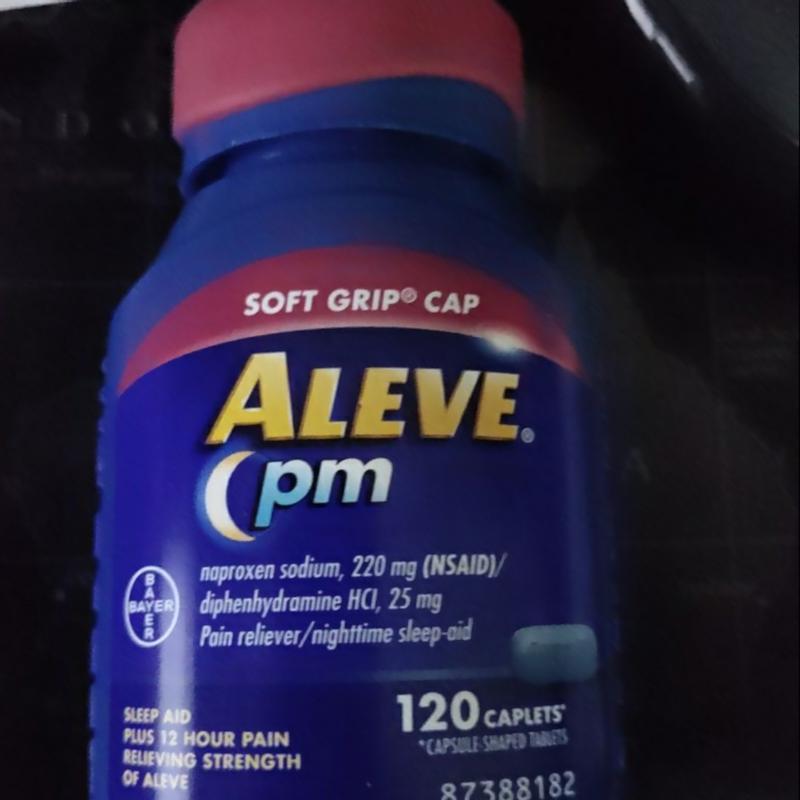 SOFT GRIP® CAP
ALEVE®
pm
naproxen sodium, 220 mg (NSAID)/
diphenhydramine HCl, 25 mg
Pain reliever/nighttime sleep-aid
BAYER
BAYER
120 CAPLETS*
*CAPSULE-SHAPED TABLETS
SLEEP AID
PLUS 12 HOUR PAIN
RELIEVING STRENGTH
OF ALEVE
87388182